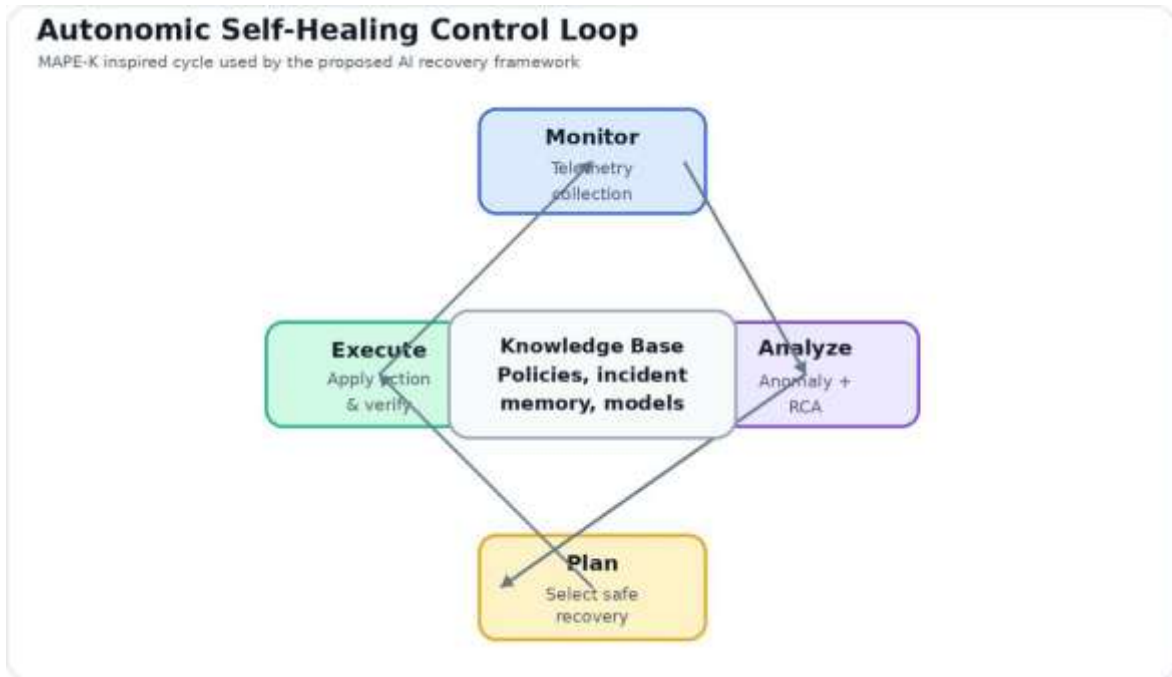 Autonomic Self-Healing Control Loop
MAPE-K inspired cycle used by the proposed AI recovery framework
Monitor
Telemetry
collection
Execute
Apply action
& verify
Knowledge Base
Policies, incident
memory, models
Analyze
Anomaly +
RCA
Plan
Select safe
recovery